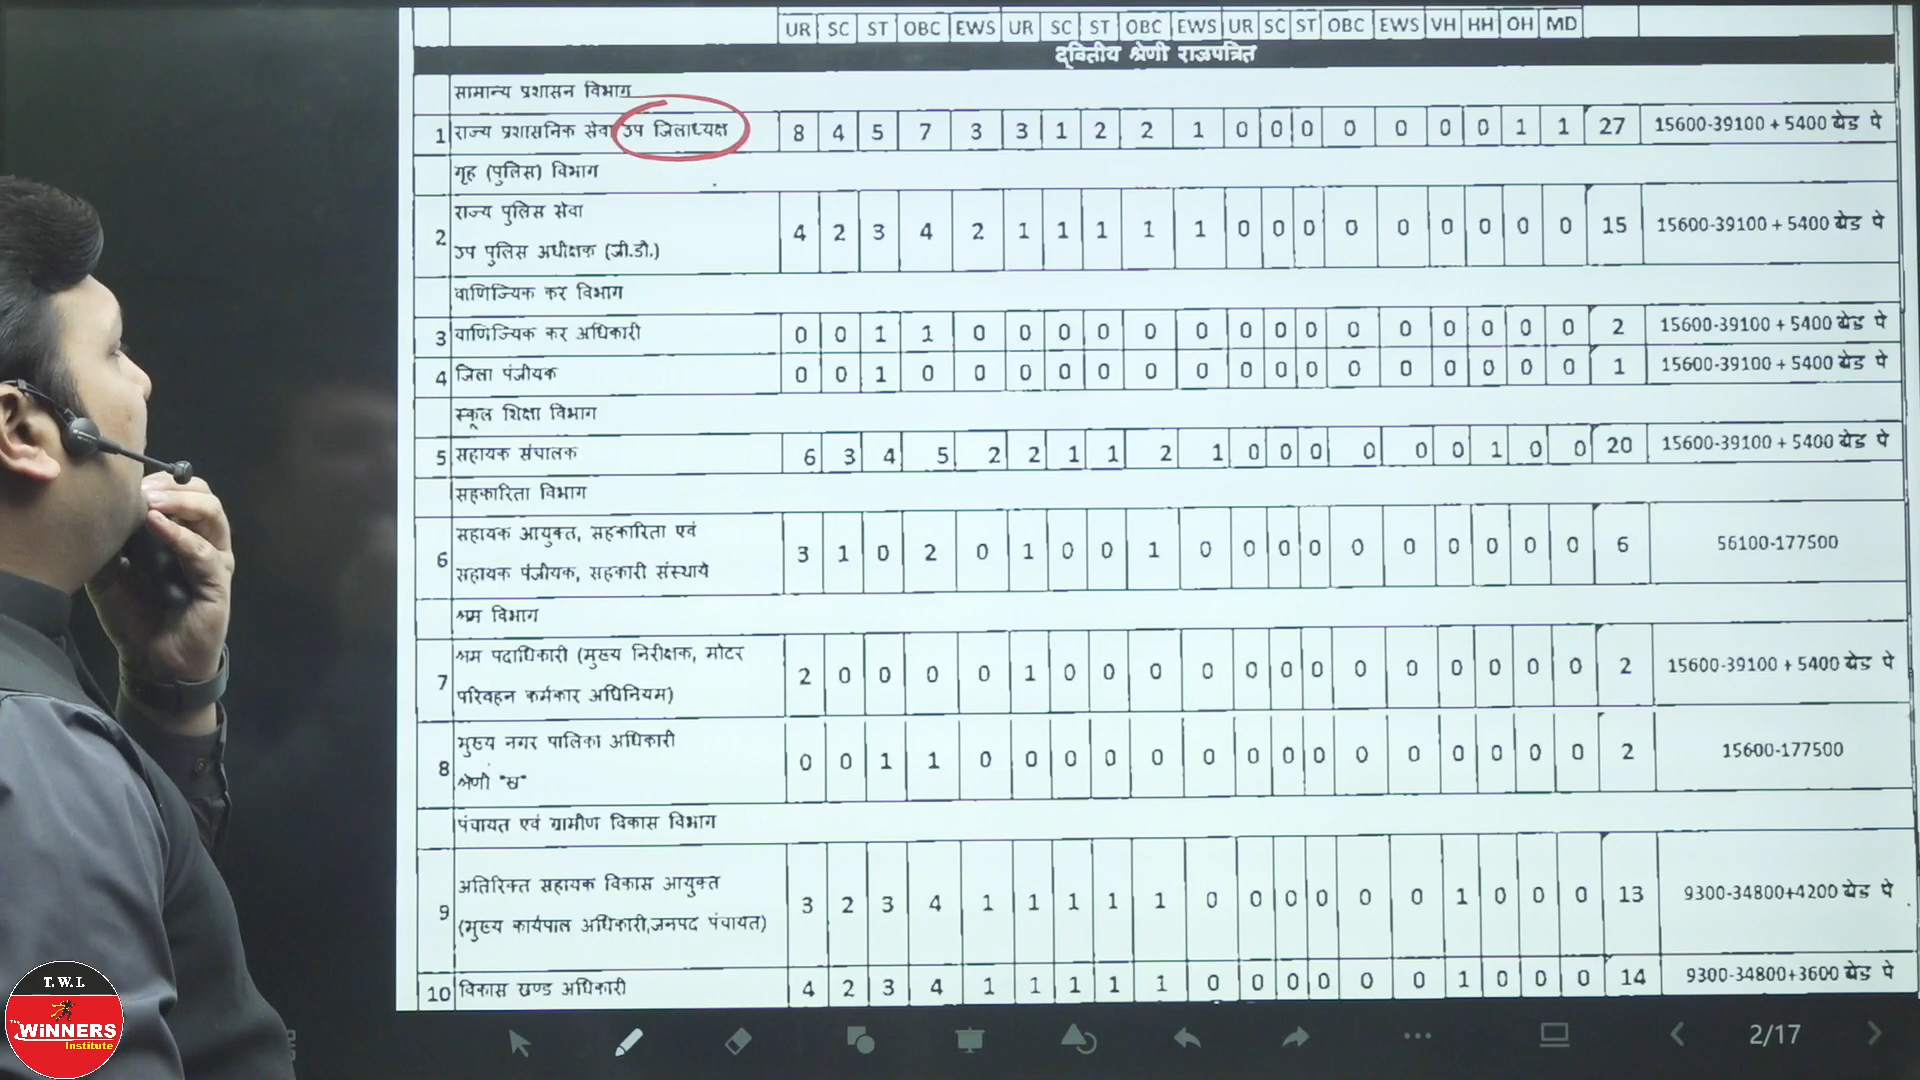 UR SC ST OBC EWS UR SC ST OBC EWS UR SC ST OBC EWS VH HH OH MD
द्वितीय श्रेणी राजपत्रित
सामान्य प्रशासन विभाग
1 राज्य प्रशासनिक सेवा उप जिलाध्यक्ष 8 4 5 7 3 3 1 2 2 1 0 0 0 0 0 0 0 1 1 27 15600-39100 + 5400 ग्रेड पे
गृह (पुलिस) विभाग
राज्य पुलिस सेवा
2 उप पुलिस अधीक्षक (जी.डी.) 4 2 3 4 2 1 1 1 1 1 0 0 0 0 0 0 0 0 0 15 15600-39100 + 5400 ग्रेड पे
वाणिज्यिक कर विभाग
3 वाणिज्यिक कर अधिकारी 0 0 1 1 0 0 0 0 0 0 0 0 0 0 0 0 0 0 0 2 15600-39100 + 5400 ग्रेड पे
4 जिला पंजीयक 0 0 1 0 0 0 0 0 0 0 0 0 0 0 0 0 0 0 0 1 15600-39100 + 5400 ग्रेड पे
स्कूल शिक्षा विभाग
5 सहायक संचालक 6 3 4 5 2 2 1 1 2 1 0 0 0 0 0 0 1 0 0 20 15600-39100 + 5400 ग्रेड पे
सहकारिता विभाग
सहायक आयुक्त, सहकारिता एवं
6 सहायक पंजीयक, सहकारी संस्थाये 3 1 0 2 0 1 0 0 1 0 0 0 0 0 0 0 0 0 0 6 56100-177500
श्रम विभाग
श्रम पदाधिकारी (मुख्य निरीक्षक, मोटर
7 परिवहन कर्मकार अधिनियम) 2 0 0 0 0 1 0 0 0 0 0 0 0 0 0 0 0 0 0 2 15600-39100 + 5400 ग्रेड पे
मुख्य नगर पालिका अधिकारी
8 श्रेणी "ख" 0 0 1 1 0 0 0 0 0 0 0 0 0 0 0 0 0 0 0 2 15600-177500
पंचायत एवं ग्रामीण विकास विभाग
अतिरिक्त सहायक विकास आयुक्त
9 (मुख्य कार्यपाल अधिकारी,जनपद पंचायत) 3 2 3 4 1 1 1 1 1 0 0 0 0 0 0 1 0 0 0 13 9300-34800+4200 ग्रेड पे
10 विकास खण्ड अधिकारी 4 2 3 4 1 1 1 1 1 0 0 0 0 0 0 1 0 0 0 14 9300-34800+3600 ग्रेड पे
T.W.I.
The WiNNERS
Institute
2/17